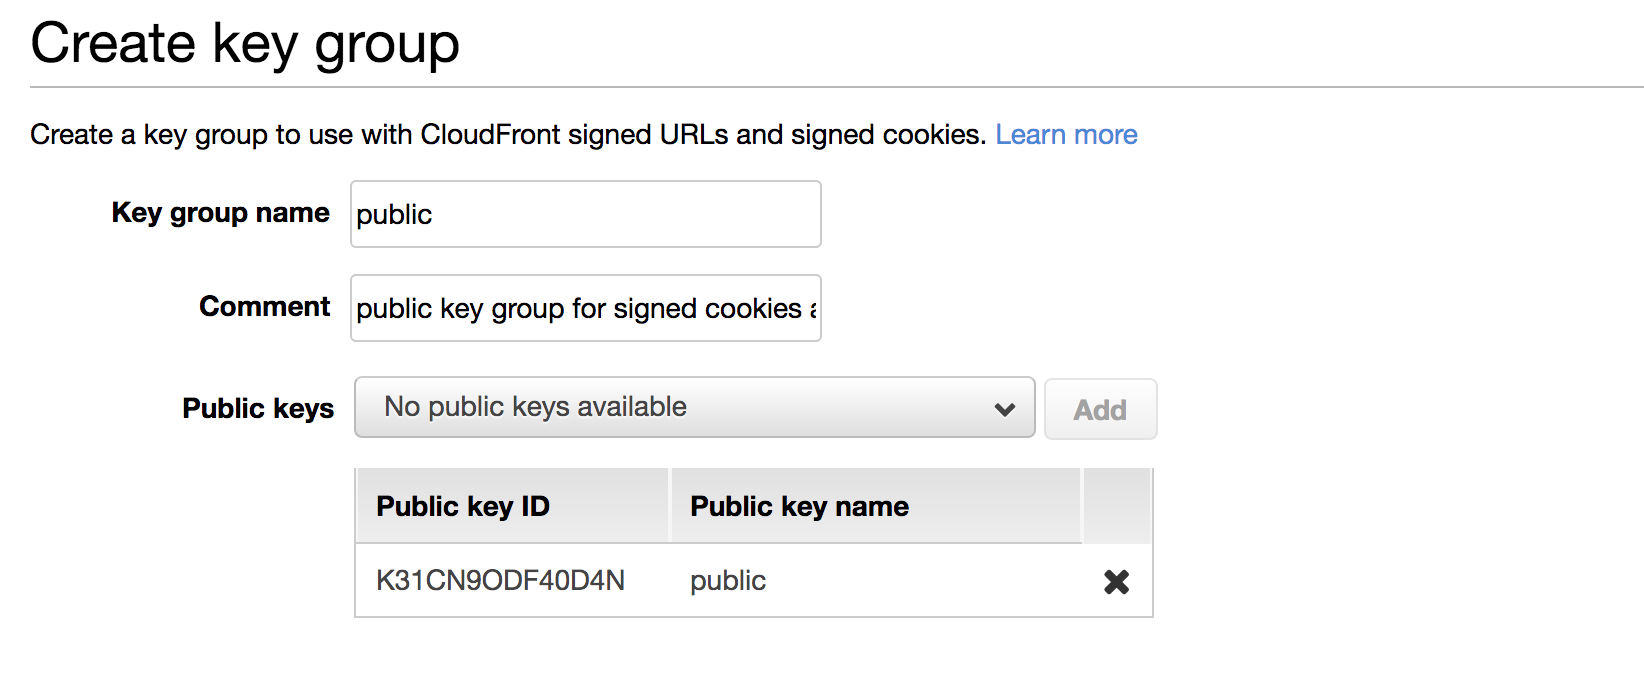 Create key group
Create a key group to use with CloudFront signed URLs and signed cookies. Learn more
Key group name public
Comment public key group for signed cookies a
Public keys No public keys available Add
Public key ID Public key name
K31CN9ODF40D4N public